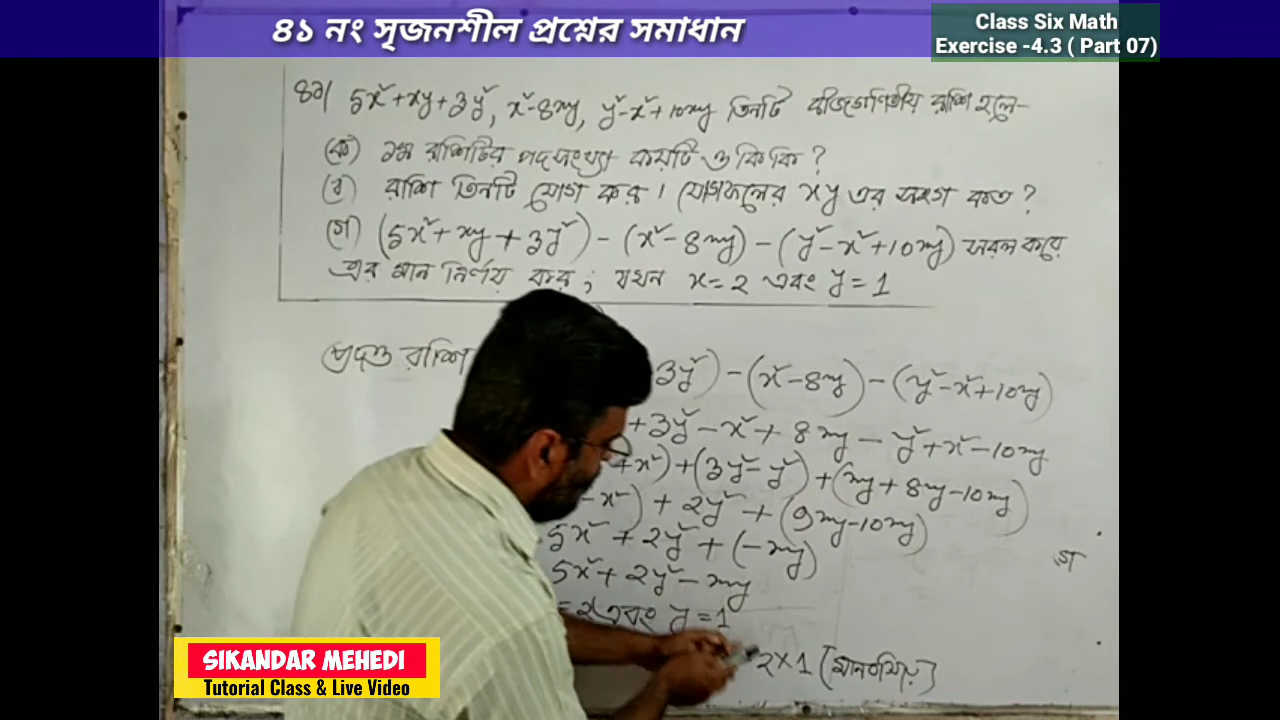 ৪১ নং সৃজনশীল প্রশ্নের সমাধান
Class Six Math
Exercise -4.3 ( Part 07)
৪১। 5x²+xy+3y², x²-8xy, y²-x²+10xy তিনটি বীজগণিতীয় রাশি হলে—
(ক) ১ম রাশিটির পদসংখ্যা কয়টি ও কি কি?
(খ) রাশি তিনটি যোগ কর। যোগফলের xy এর সহগ কত?
(গ) (5x²+xy+3y²)-(x²-8xy)-(y²-x²+10xy) সরল করে
এর মান নির্ণয় কর; যখন x=2 এবং y=1
প্রদত্ত রাশি 3y²)-(x²-8xy)-(y²-x²+10xy)
+3y²-x²+8xy-y²+x²-10xy
+x²)+(3y²-y²)+(xy+8xy-10xy)
-x²)+2y²+(9xy-10xy)
5x²+2y²+(-xy)
গ
5x²+2y²-xy
=2 এবং y=1
2×1 [মান বসিয়ে]
SIKANDAR MEHEDI
Tutorial Class & Live Video